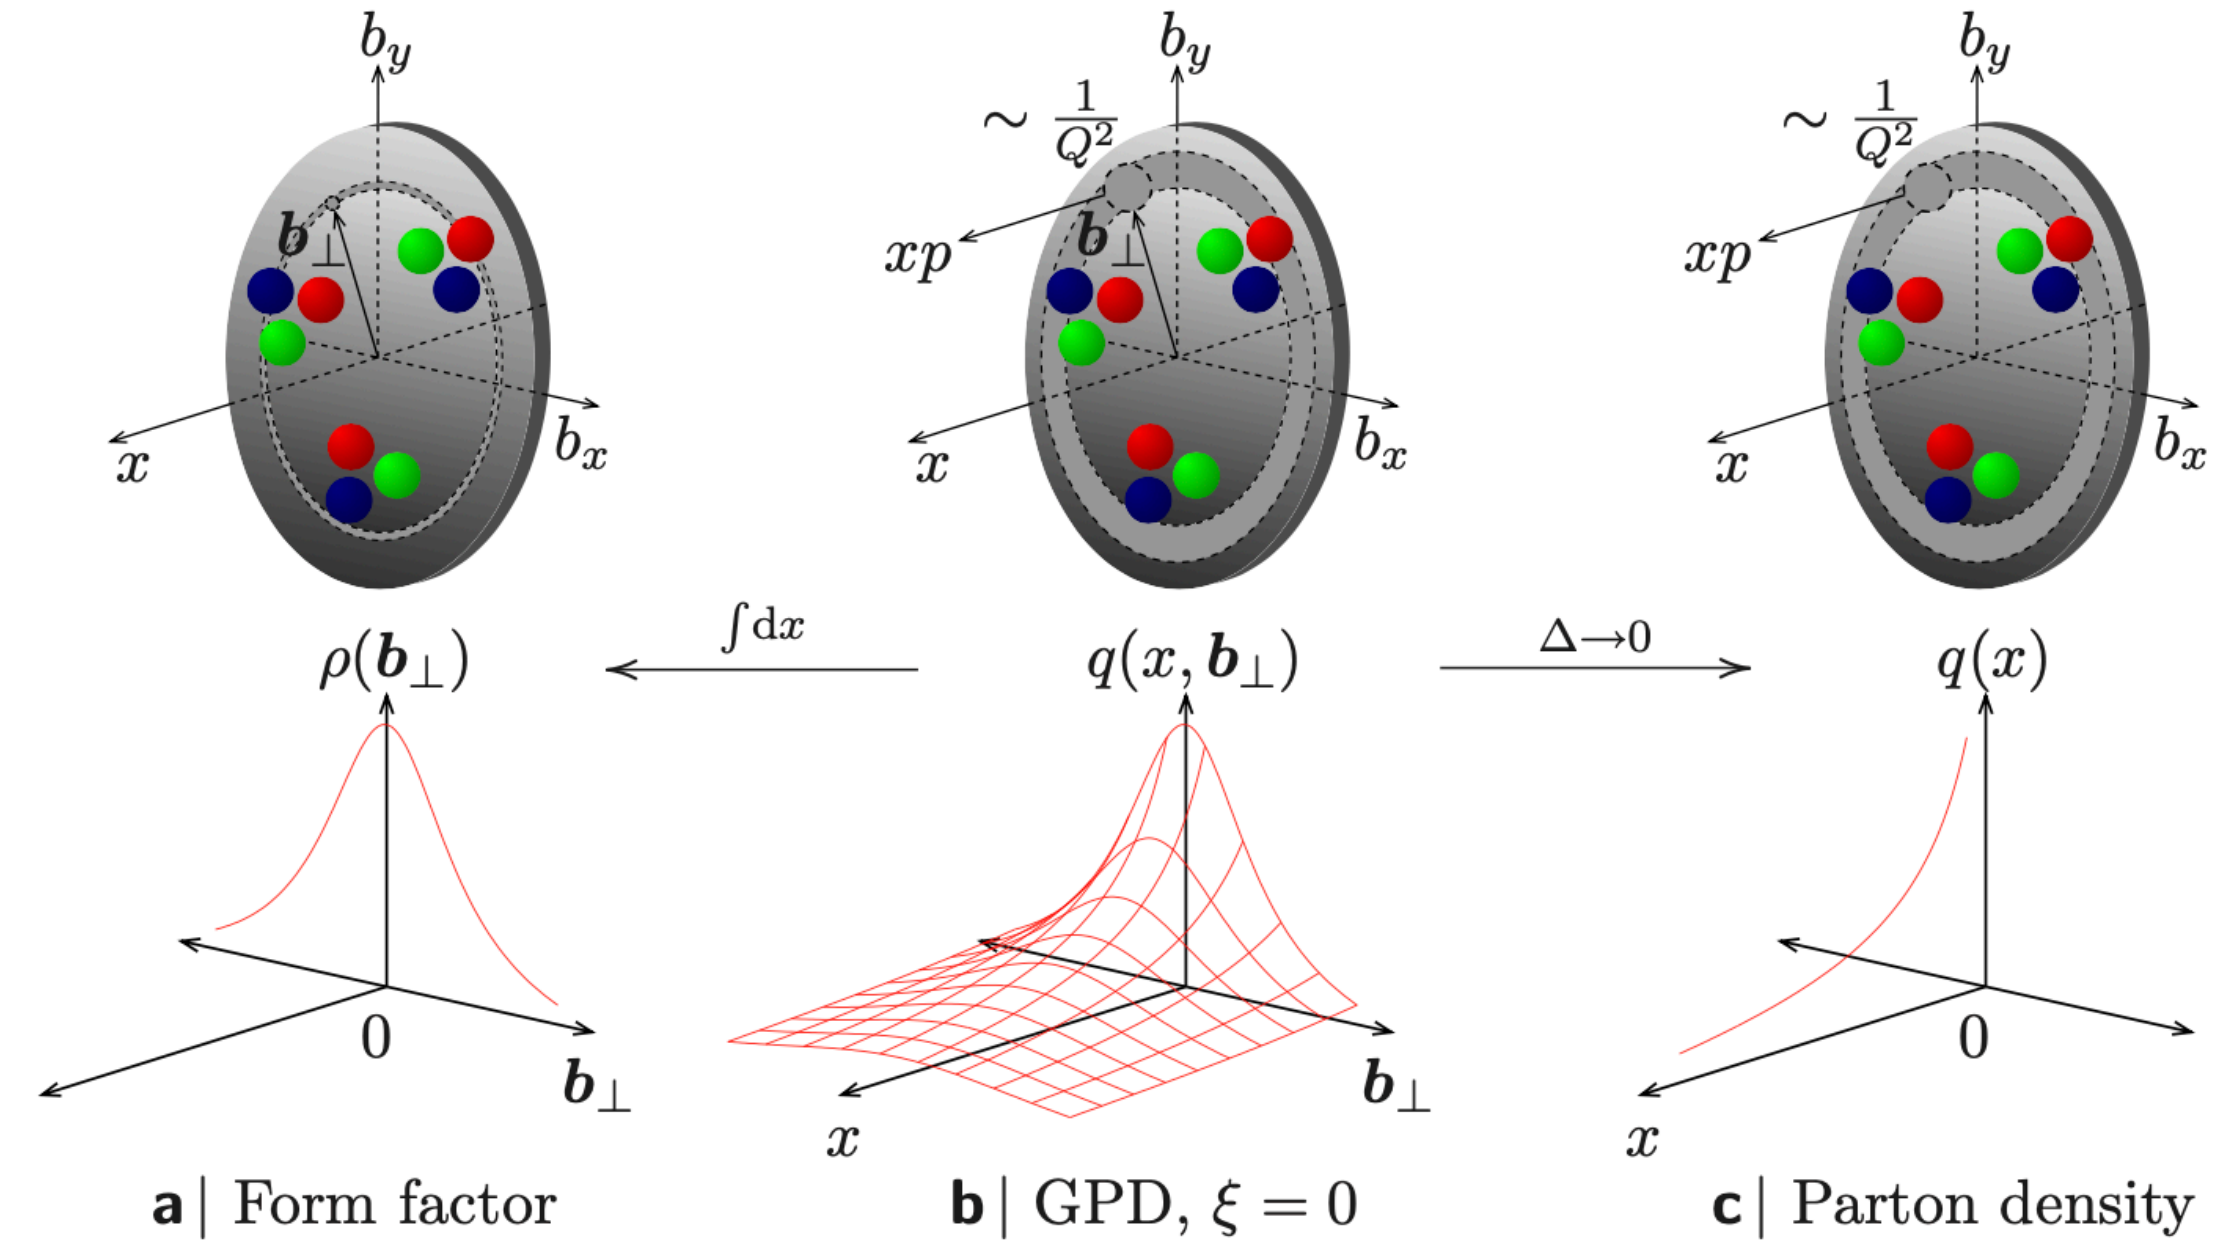 b_y
b_y
b_y
∼ 1/Q²
∼ 1/Q²
b_⊥
xp
b_⊥
xp
x
b_x
x
b_x
x
b_x
ρ(b_⊥)
∫dx
q(x, b_⊥)
Δ→0
q(x)
0
b_⊥
x
b_⊥
0
x
a| Form factor
b| GPD, ξ = 0
c| Parton density